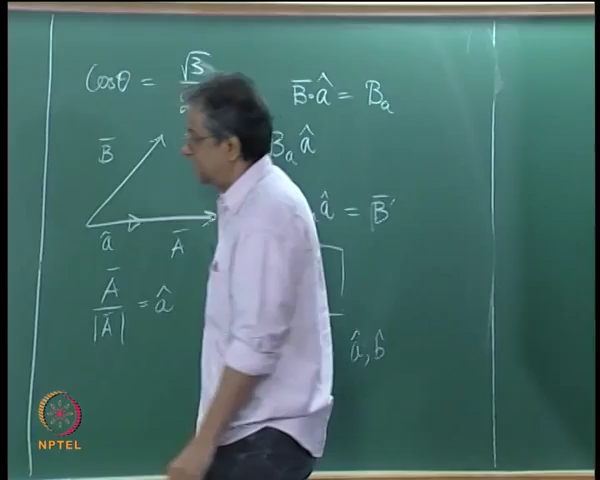 Cosθ = √3
B̄·â = B_a
B̄
B_a â
â = B̄′
â
Ā
Ā / |Ā| = â
â, b̂
NPTEL